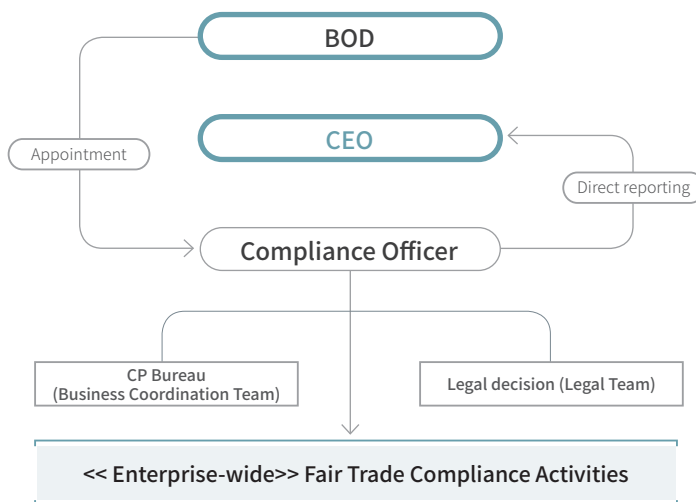 BOD
CEO
Appointment
Direct reporting
Compliance Officer
CP Bureau
(Business Coordination Team)
Legal decision (Legal Team)
<< Enterprise-wide>> Fair Trade Compliance Activities